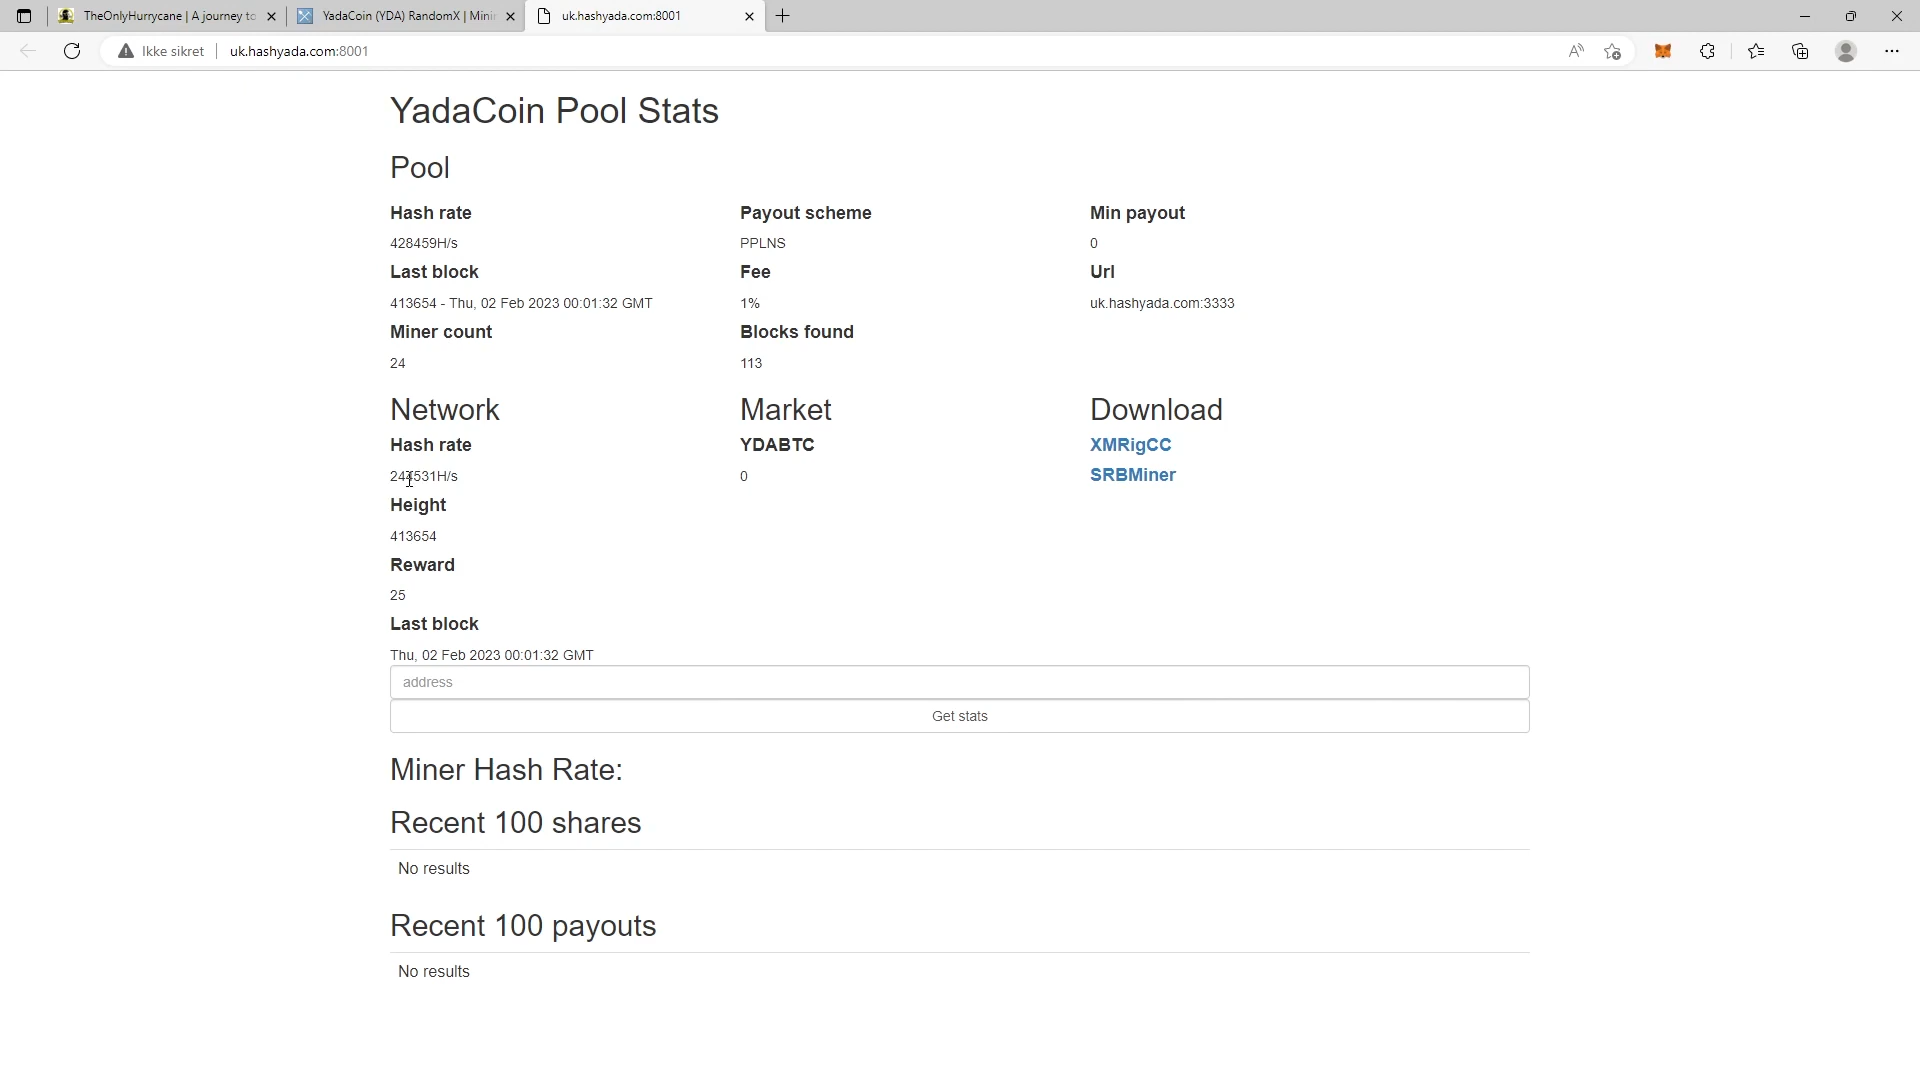 TheOnlyHurrycane | A journey to
YadaCoin (YDA) RandomX | Minin
uk.hashyada.com:8001
Ikke sikret
uk.hashyada.com:8001
YadaCoin Pool Stats
Pool
Hash rate
Payout scheme
Min payout
428459H/s
PPLNS
0
Last block
Fee
Url
413654 - Thu, 02 Feb 2023 00:01:32 GMT
1%
uk.hashyada.com:3333
Miner count
Blocks found
24
113
Network
Market
Download
Hash rate
YDABTC
XMRigCC
0
SRBMiner
Height
413654
Reward
25
Last block
Thu, 02 Feb 2023 00:01:32 GMT
address
Get stats
Miner Hash Rate:
Recent 100 shares
No results
Recent 100 payouts
No results